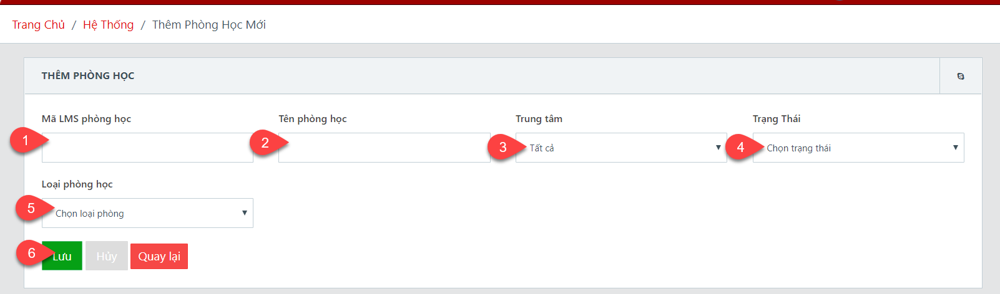 Trang Chủ / Hệ Thống / Thêm Phòng Học Mới
THÊM PHÒNG HỌC
Mã LMS phòng học Tên phòng học Trung tâm Trạng Thái
1 2 3 Tất cả 4 Chọn trạng thái
Loại phòng học
5 Chọn loại phòng
6 Lưu Hủy Quay lại